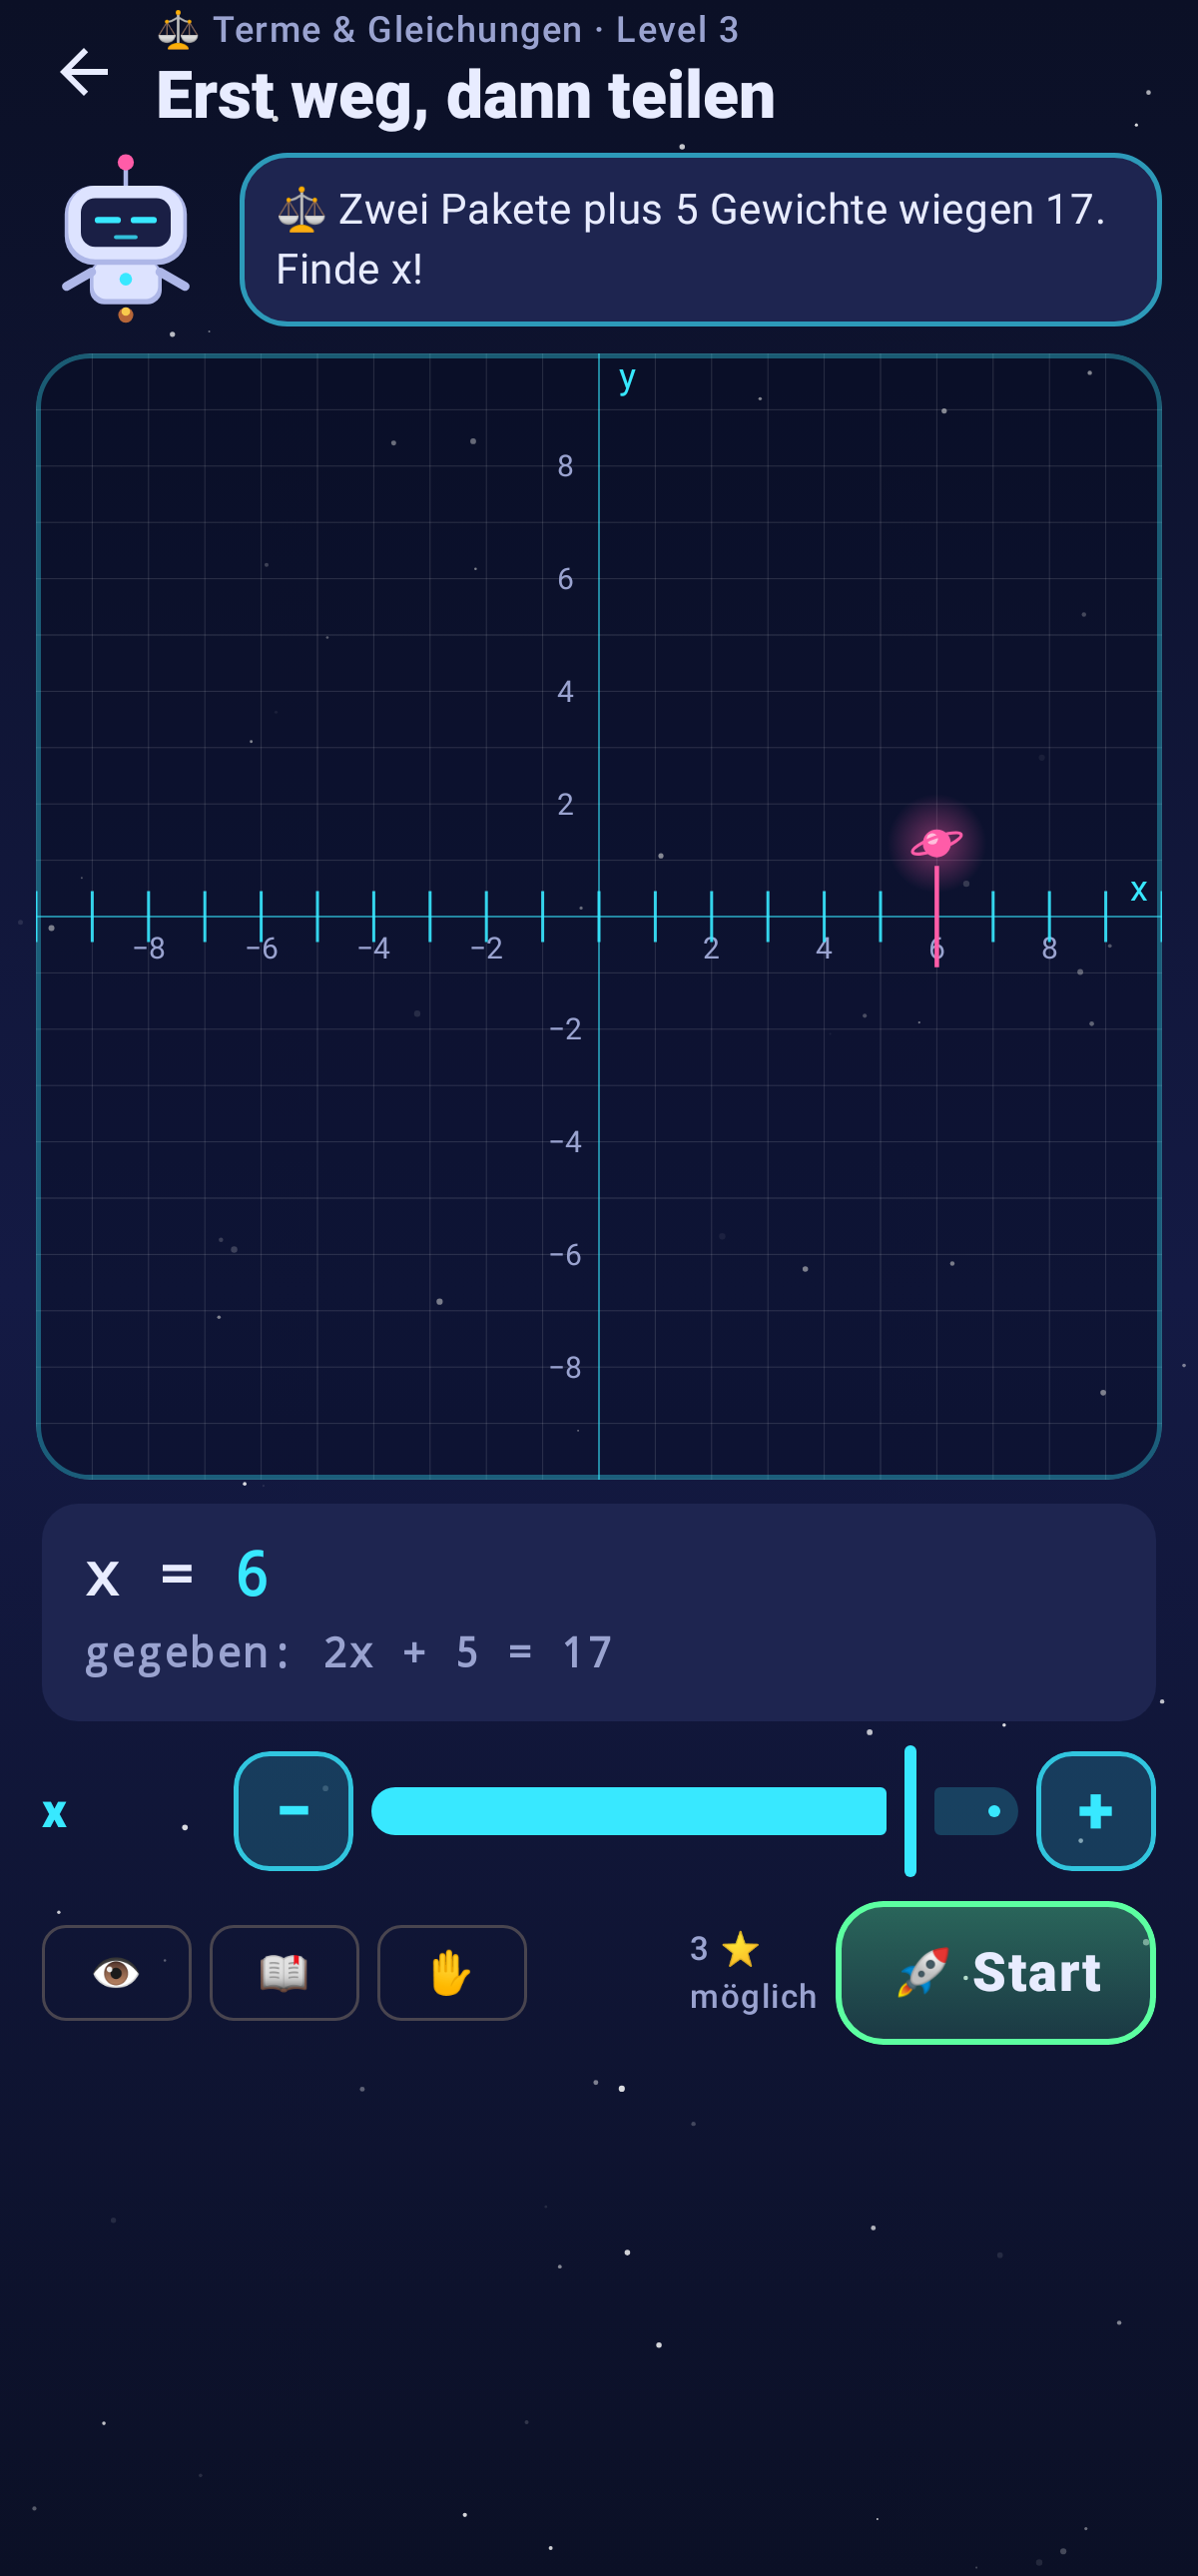 Terme & Gleichungen · Level 3
Erst weg, dann teilen
Zwei Pakete plus 5 Gewichte wiegen 17.
Finde x!
y
8
6
4
2
x
−8 −6 −4 −2 2 4 6 8
−2
−4
−6
−8
x = 6
gegeben: 2x + 5 = 17
x − +
3 ⭐
möglich
Start